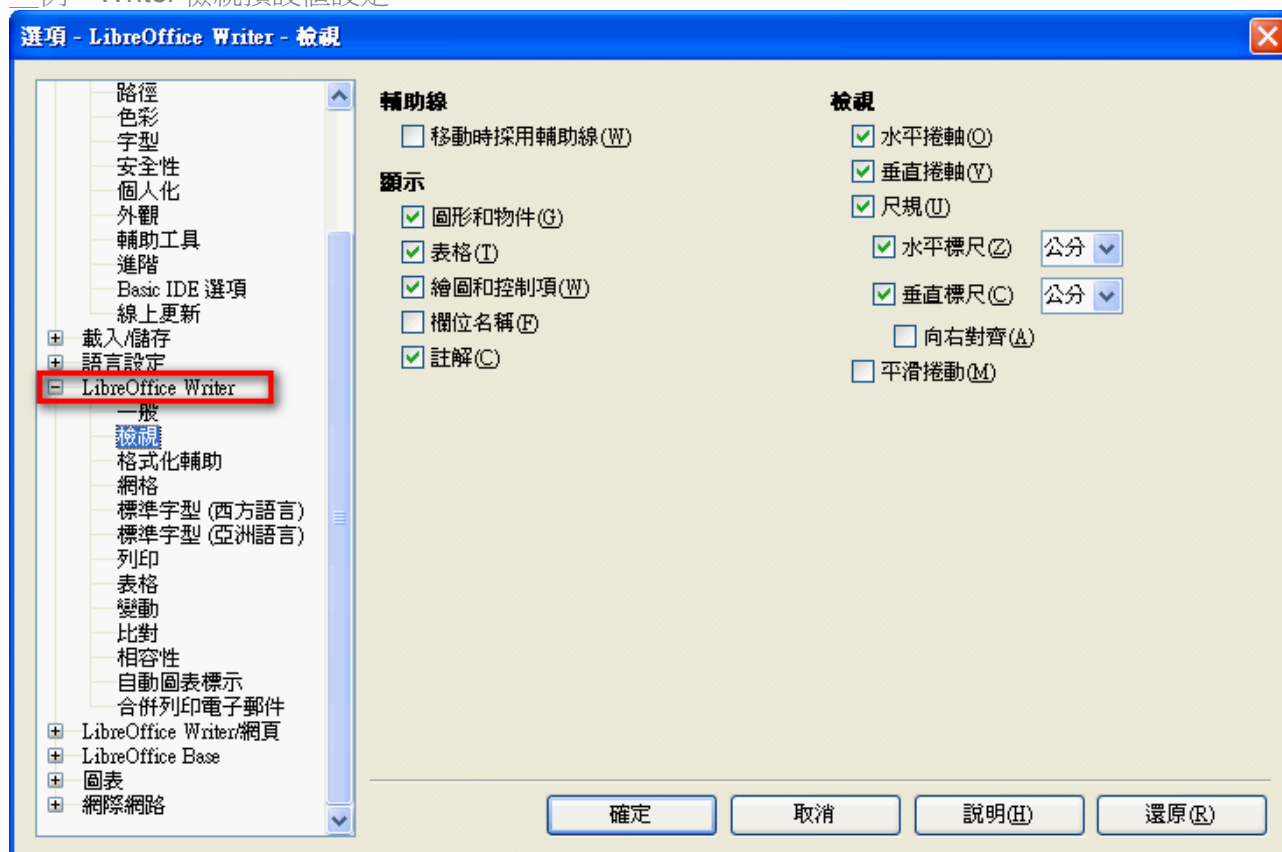 例 Writer 檢視預設值設定
選項 - LibreOffice Writer - 檢視
路徑
色彩
字型
安全性
個人化
外觀
輔助工具
進階
Basic IDE 選項
線上更新
載入/儲存
語言設定
LibreOffice Writer
一般
檢視
格式化輔助
網格
標準字型 (西方語言)
標準字型 (亞洲語言)
列印
表格
變動
比對
相容性
自動圖表標示
合併列印電子郵件
LibreOffice Writer/網頁
LibreOffice Base
圖表
網際網路
輔助線
移動時採用輔助線(W)
顯示
圖形和物件(G)
表格(T)
繪圖和控制項(W)
欄位名稱(F)
註解(C)
檢視
水平捲軸(O)
垂直捲軸(V)
尺規(U)
水平標尺(Z) 公分
垂直標尺(C) 公分
向右對齊(A)
平滑捲動(M)
確定 取消 說明(H) 還原(R)